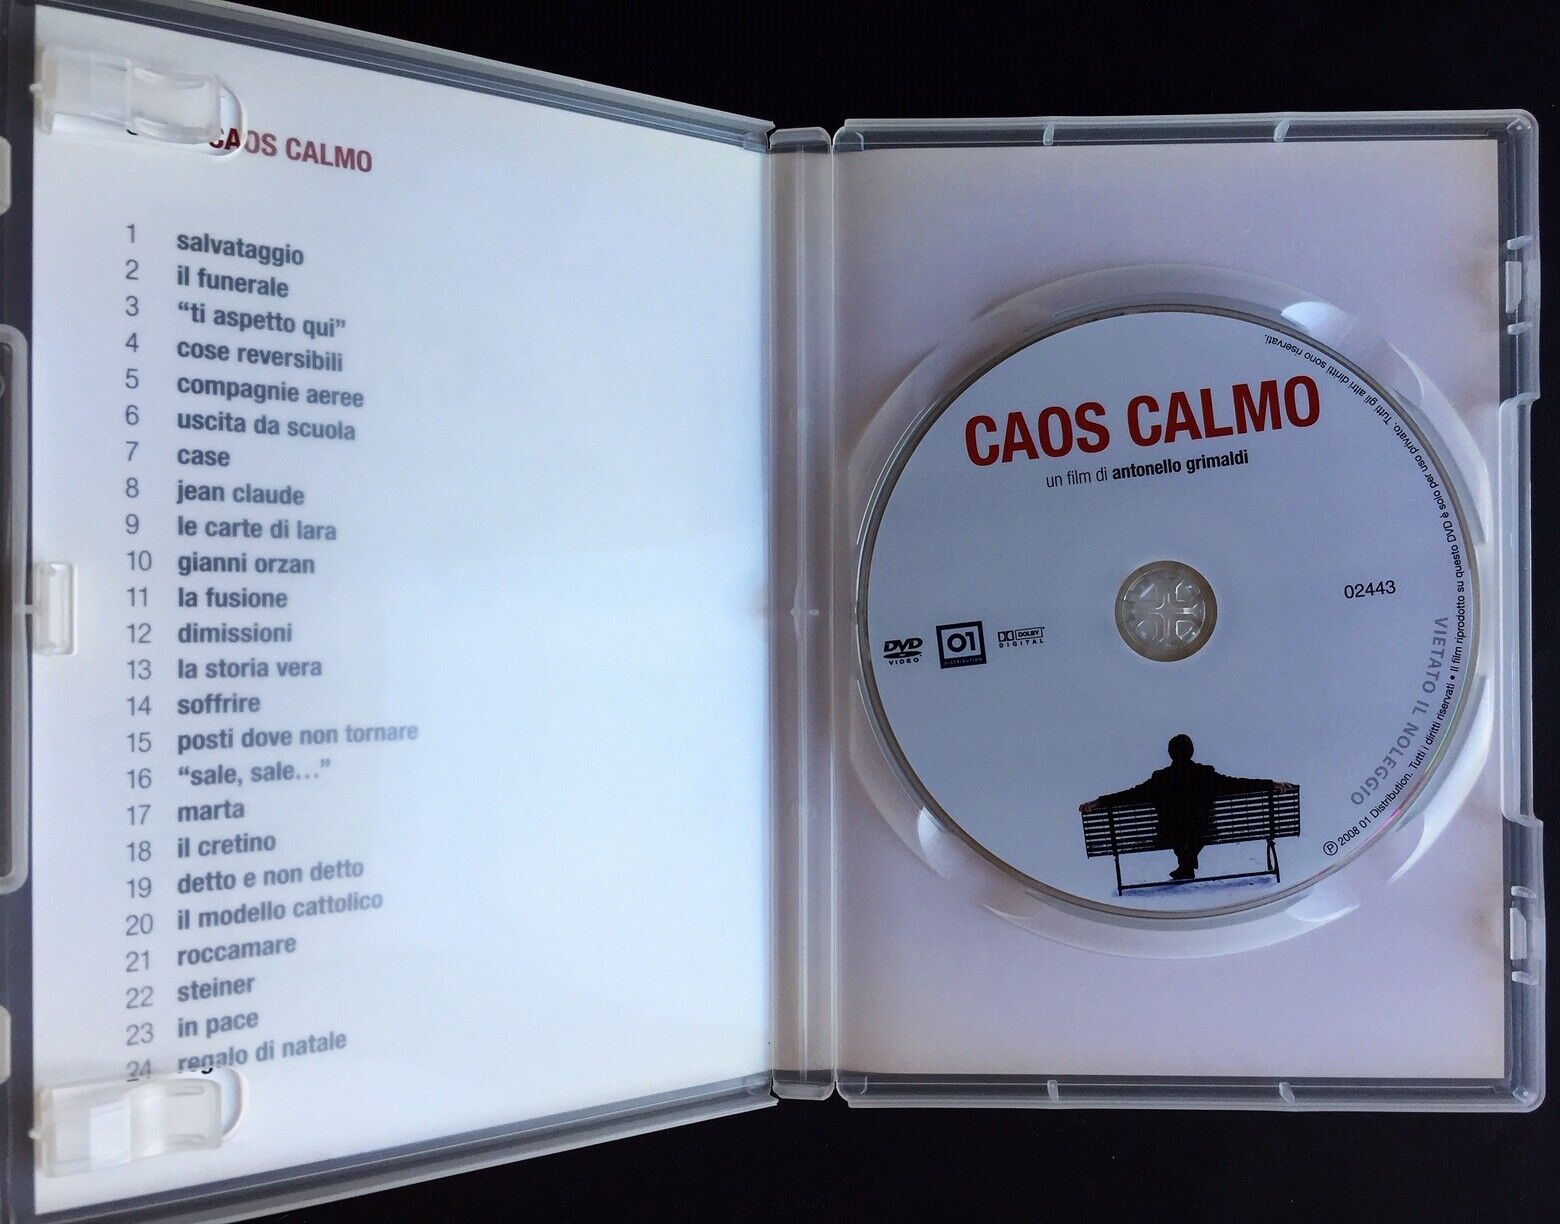 CAOS CALMO
1 salvataggio
2 il funerale
3 “ti aspetto qui”
4 cose reversibili
5 compagnie aeree
6 uscita da scuola
7 case
8 jean claude
9 le carte di lara
10 gianni orzan
11 la fusione
12 dimissioni
13 la storia vera
14 soffrire
15 posti dove non tornare
16 “sale, sale...”
17 marta
18 il cretino
19 detto e non detto
20 il modello cattolico
21 roccamare
22 steiner
23 in pace
24 regalo di natale
CAOS CALMO
un film di antonello grimaldi
02443
DVD
VIDEO
01
DISTRIBUTION
DOLBY
DIGITAL
VIETATO IL NOLEGGIO
℗ 2008 01 Distribution. Tutti i diritti riservati • Il film riprodotto su questo DVD è solo per uso privato. Tutti gli altri diritti sono riservati.